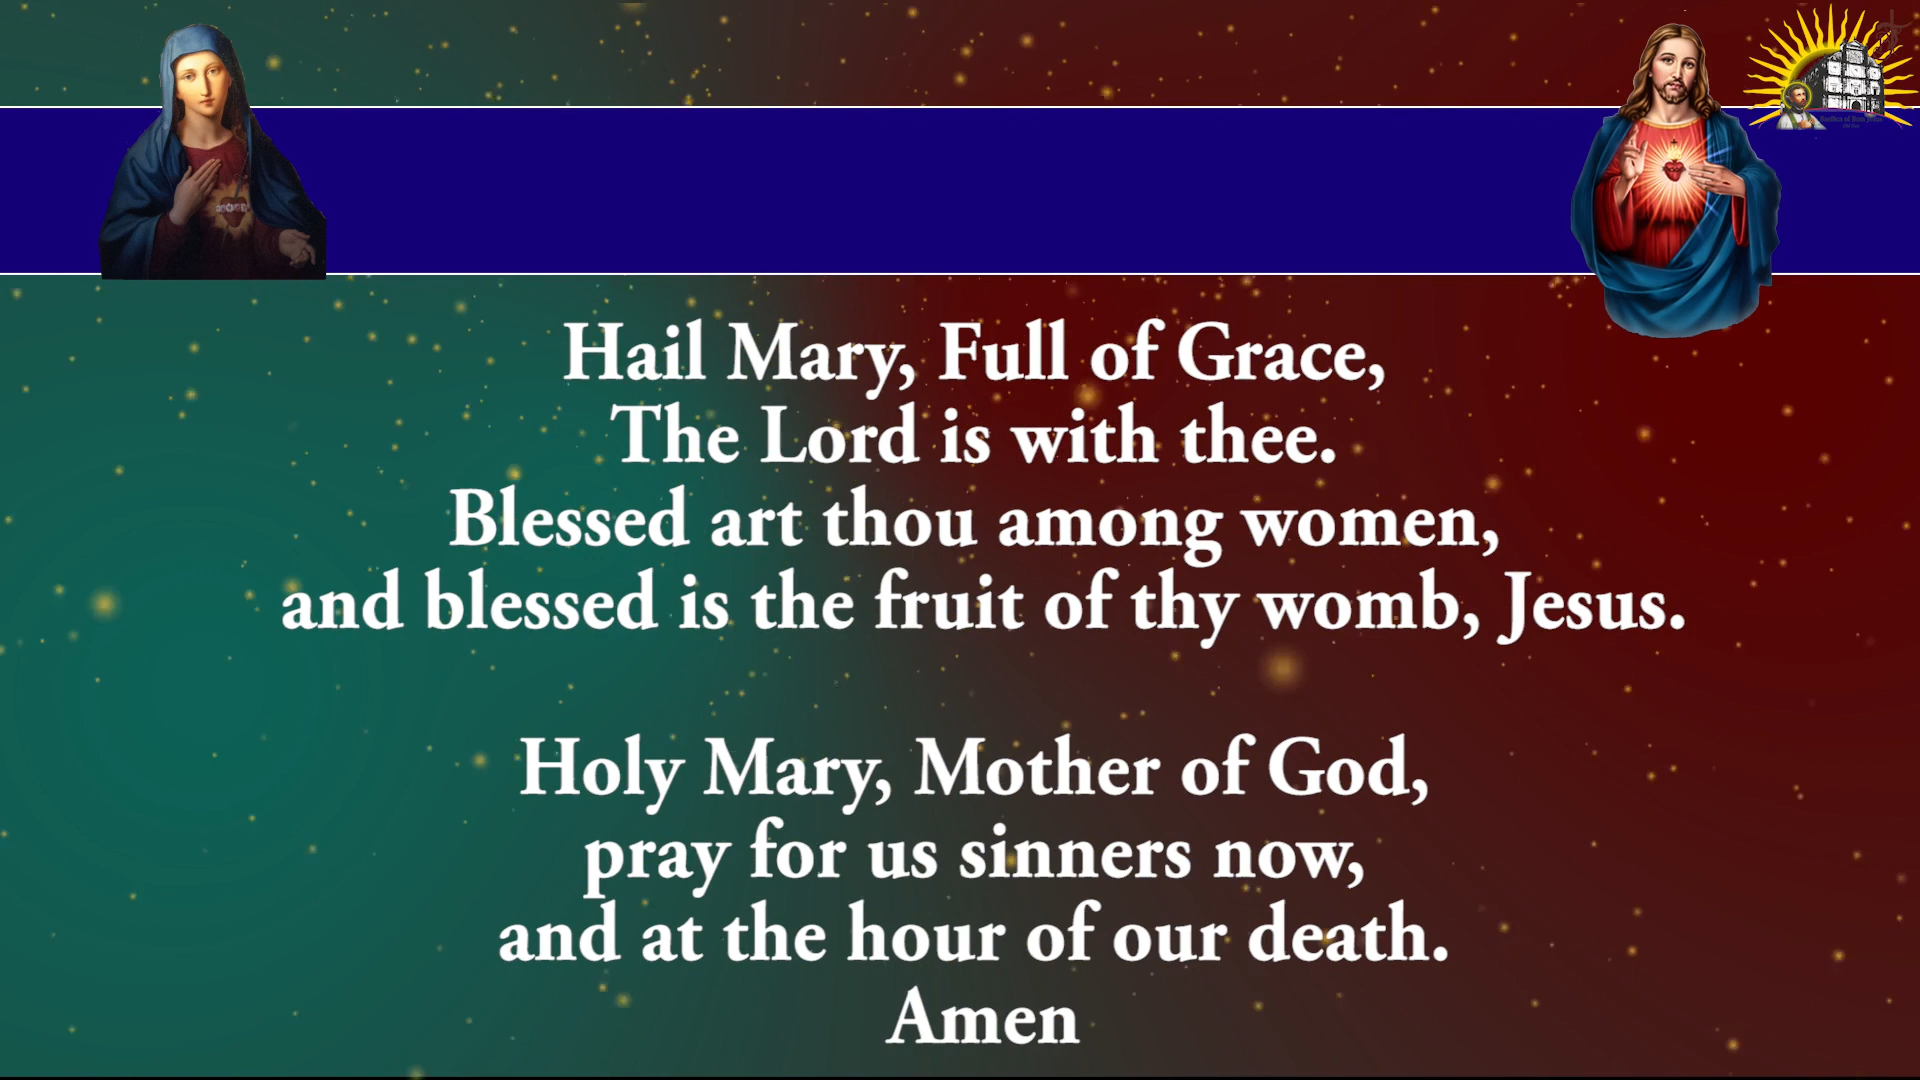 Hail Mary, Full of Grace,
The Lord is with thee.
Blessed art thou among women,
and blessed is the fruit of thy womb, Jesus.
Holy Mary, Mother of God,
pray for us sinners now,
and at the hour of our death.
Amen